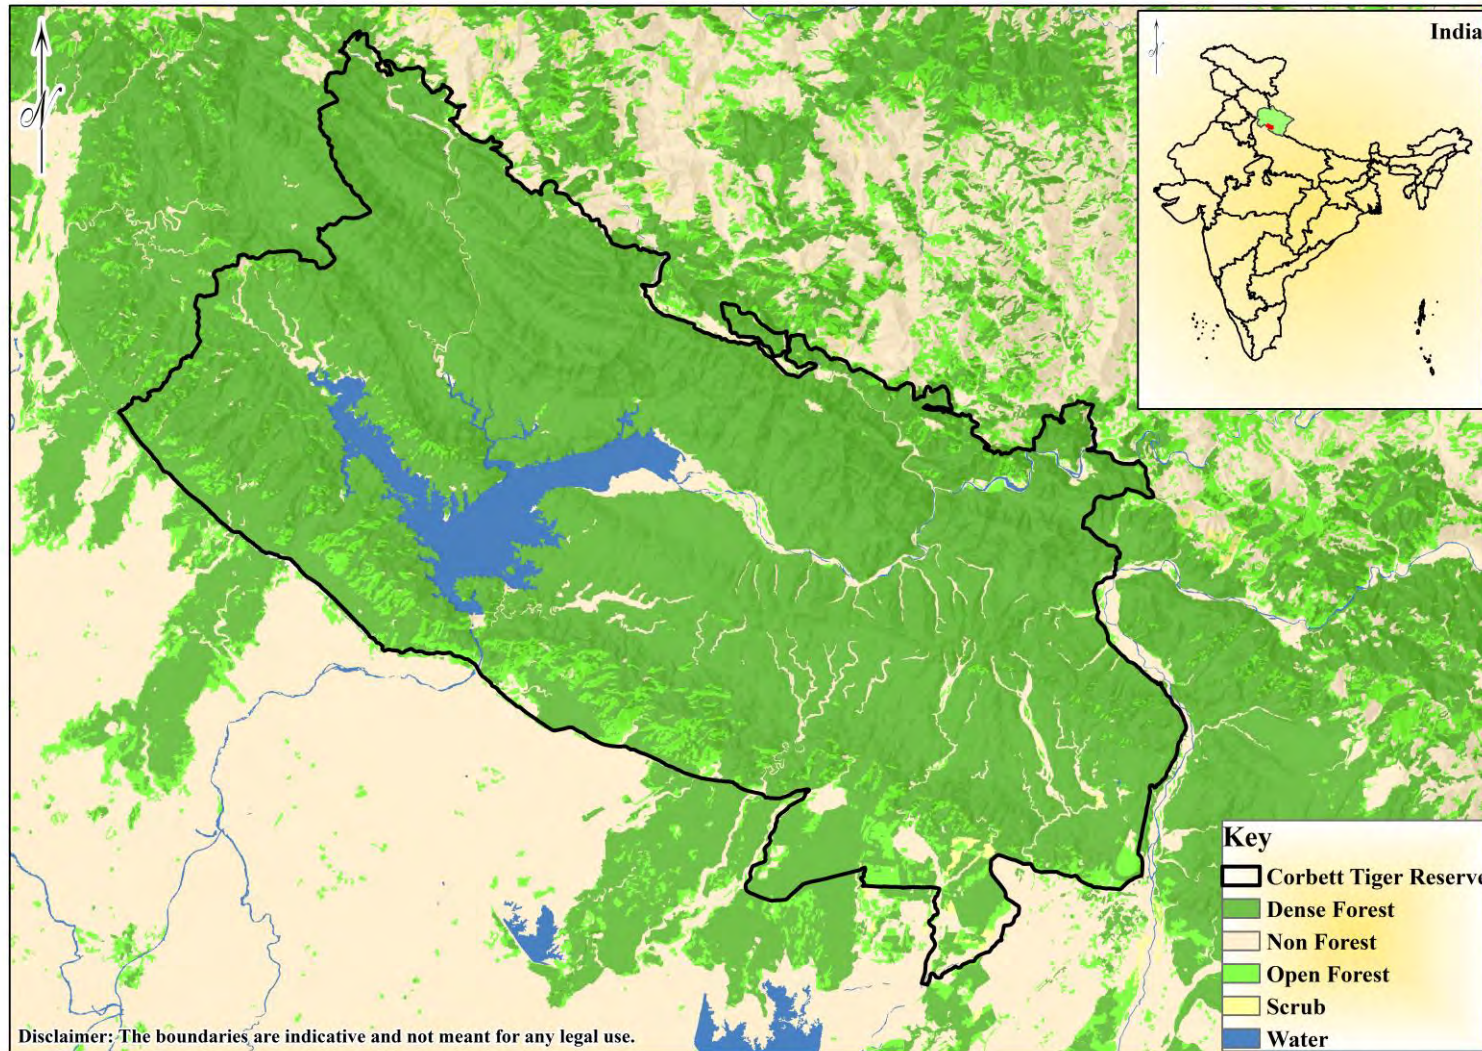 N
N
India
Key
Corbett Tiger Reserve
Dense Forest
Non Forest
Open Forest
Scrub
Water
Disclaimer: The boundaries are indicative and not meant for any legal use.